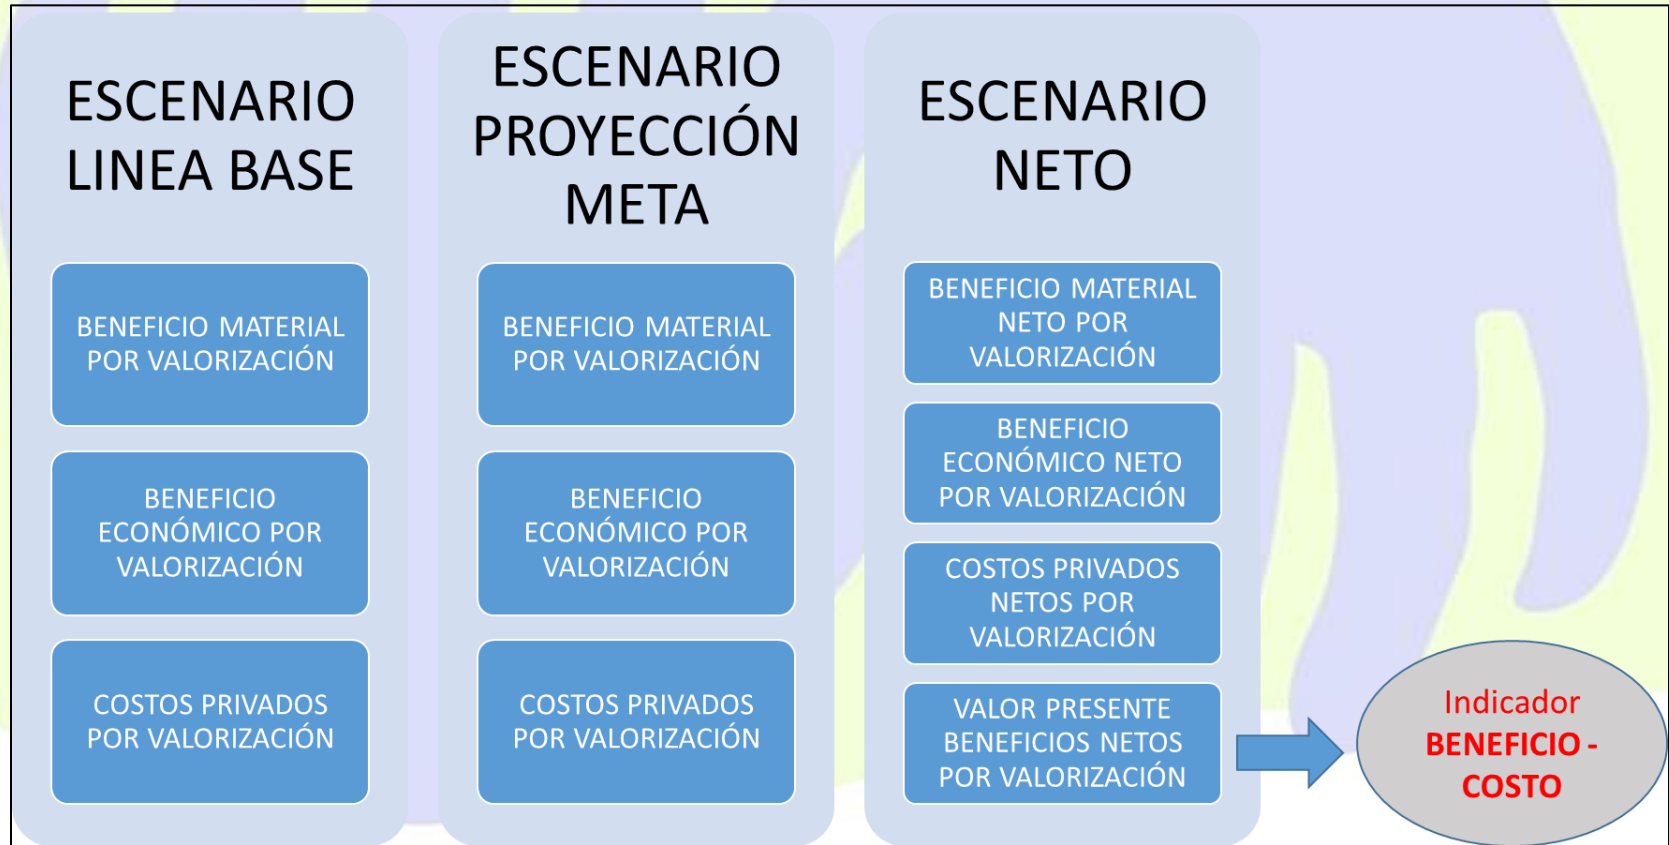 ESCENARIO
LINEA BASE
BENEFICIO MATERIAL
POR VALORIZACIÓN
BENEFICIO
ECONÓMICO POR
VALORIZACIÓN
COSTOS PRIVADOS
POR VALORIZACIÓN
ESCENARIO
PROYECCIÓN
META
BENEFICIO MATERIAL
POR VALORIZACIÓN
BENEFICIO
ECONÓMICO POR
VALORIZACIÓN
COSTOS PRIVADOS
POR VALORIZACIÓN
ESCENARIO
NETO
BENEFICIO MATERIAL
NETO POR
VALORIZACIÓN
BENEFICIO
ECONÓMICO NETO
POR VALORIZACIÓN
COSTOS PRIVADOS
NETOS POR
VALORIZACIÓN
VALOR PRESENTE
BENEFICIOS NETOS
POR VALORIZACIÓN
Indicador
BENEFICIO -
COSTO